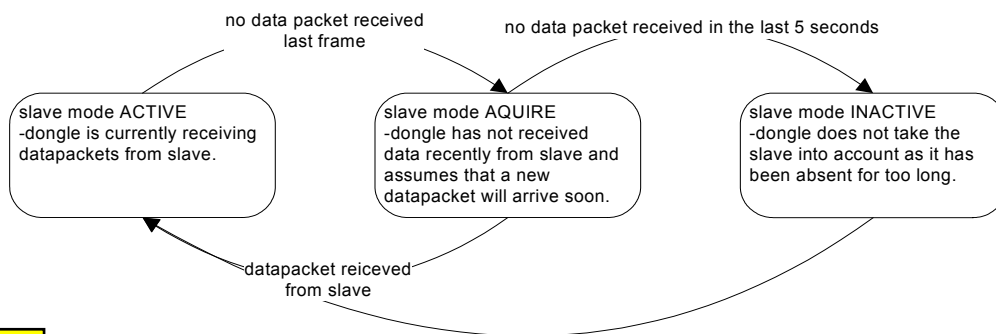 no data packet received
last frame
no data packet received in the last 5 seconds
slave mode ACTIVE
-dongle is currently receiving
datapackets from slave.
slave mode AQUIRE
-dongle has not received
data recently from slave and
assumes that a new
datapacket will arrive soon.
slave mode INACTIVE
-dongle does not take the
slave into account as it has
been absent for too long.
datapacket reiceved
from slave